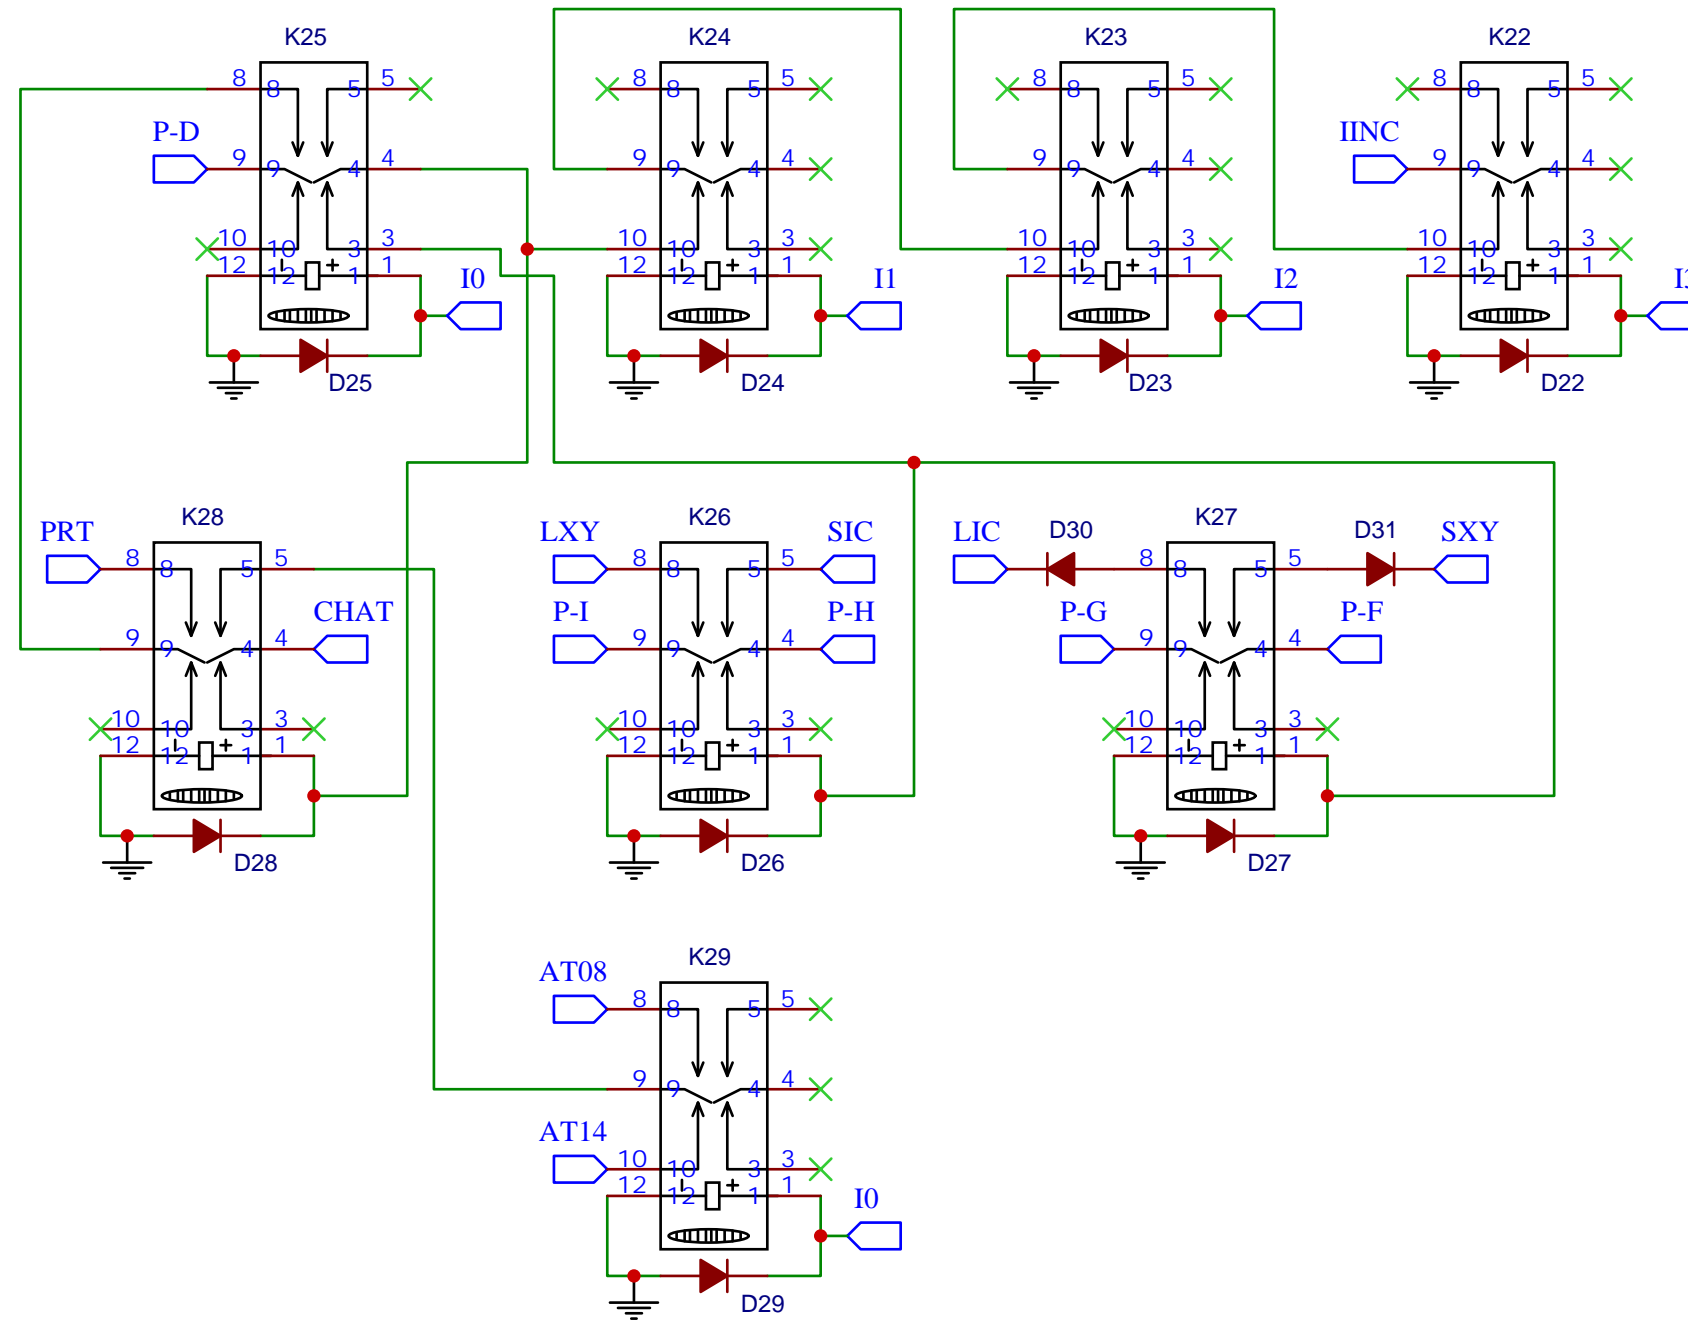 K25 K24 K23 K22
8 8 5 5 8 8 5 5 8 8 5 5 8 8 5 5
P-D IINC
9 9 4 4 9 9 4 4 9 9 4 4 9 9 4 4
10 10 3 3 10 10 3 3 10 10 3 3 10 10 3 3
12 12 - + 1 1 12 12 - + 1 1 12 12 - + 1 1 12 12 - + 1 1
I0 I1 I2
D25 D24 D23 D22
K28 K26 K27
PRT LXY SIC LIC D30 D31 SXY
8 8 5 5 8 8 5 5 8 8 5 5
CHAT P-I P-H P-G P-F
9 9 4 4 9 9 4 4 9 9 4 4
10 10 3 3 10 10 3 3 10 10 3 3
12 12 - + 1 1 12 12 - + 1 1 12 12 - + 1 1
D28 D26 D27
K29
AT08
8 8 5 5
9 9 4 4
AT14
10 10 3 3
12 12 - + 1 1
I0
D29